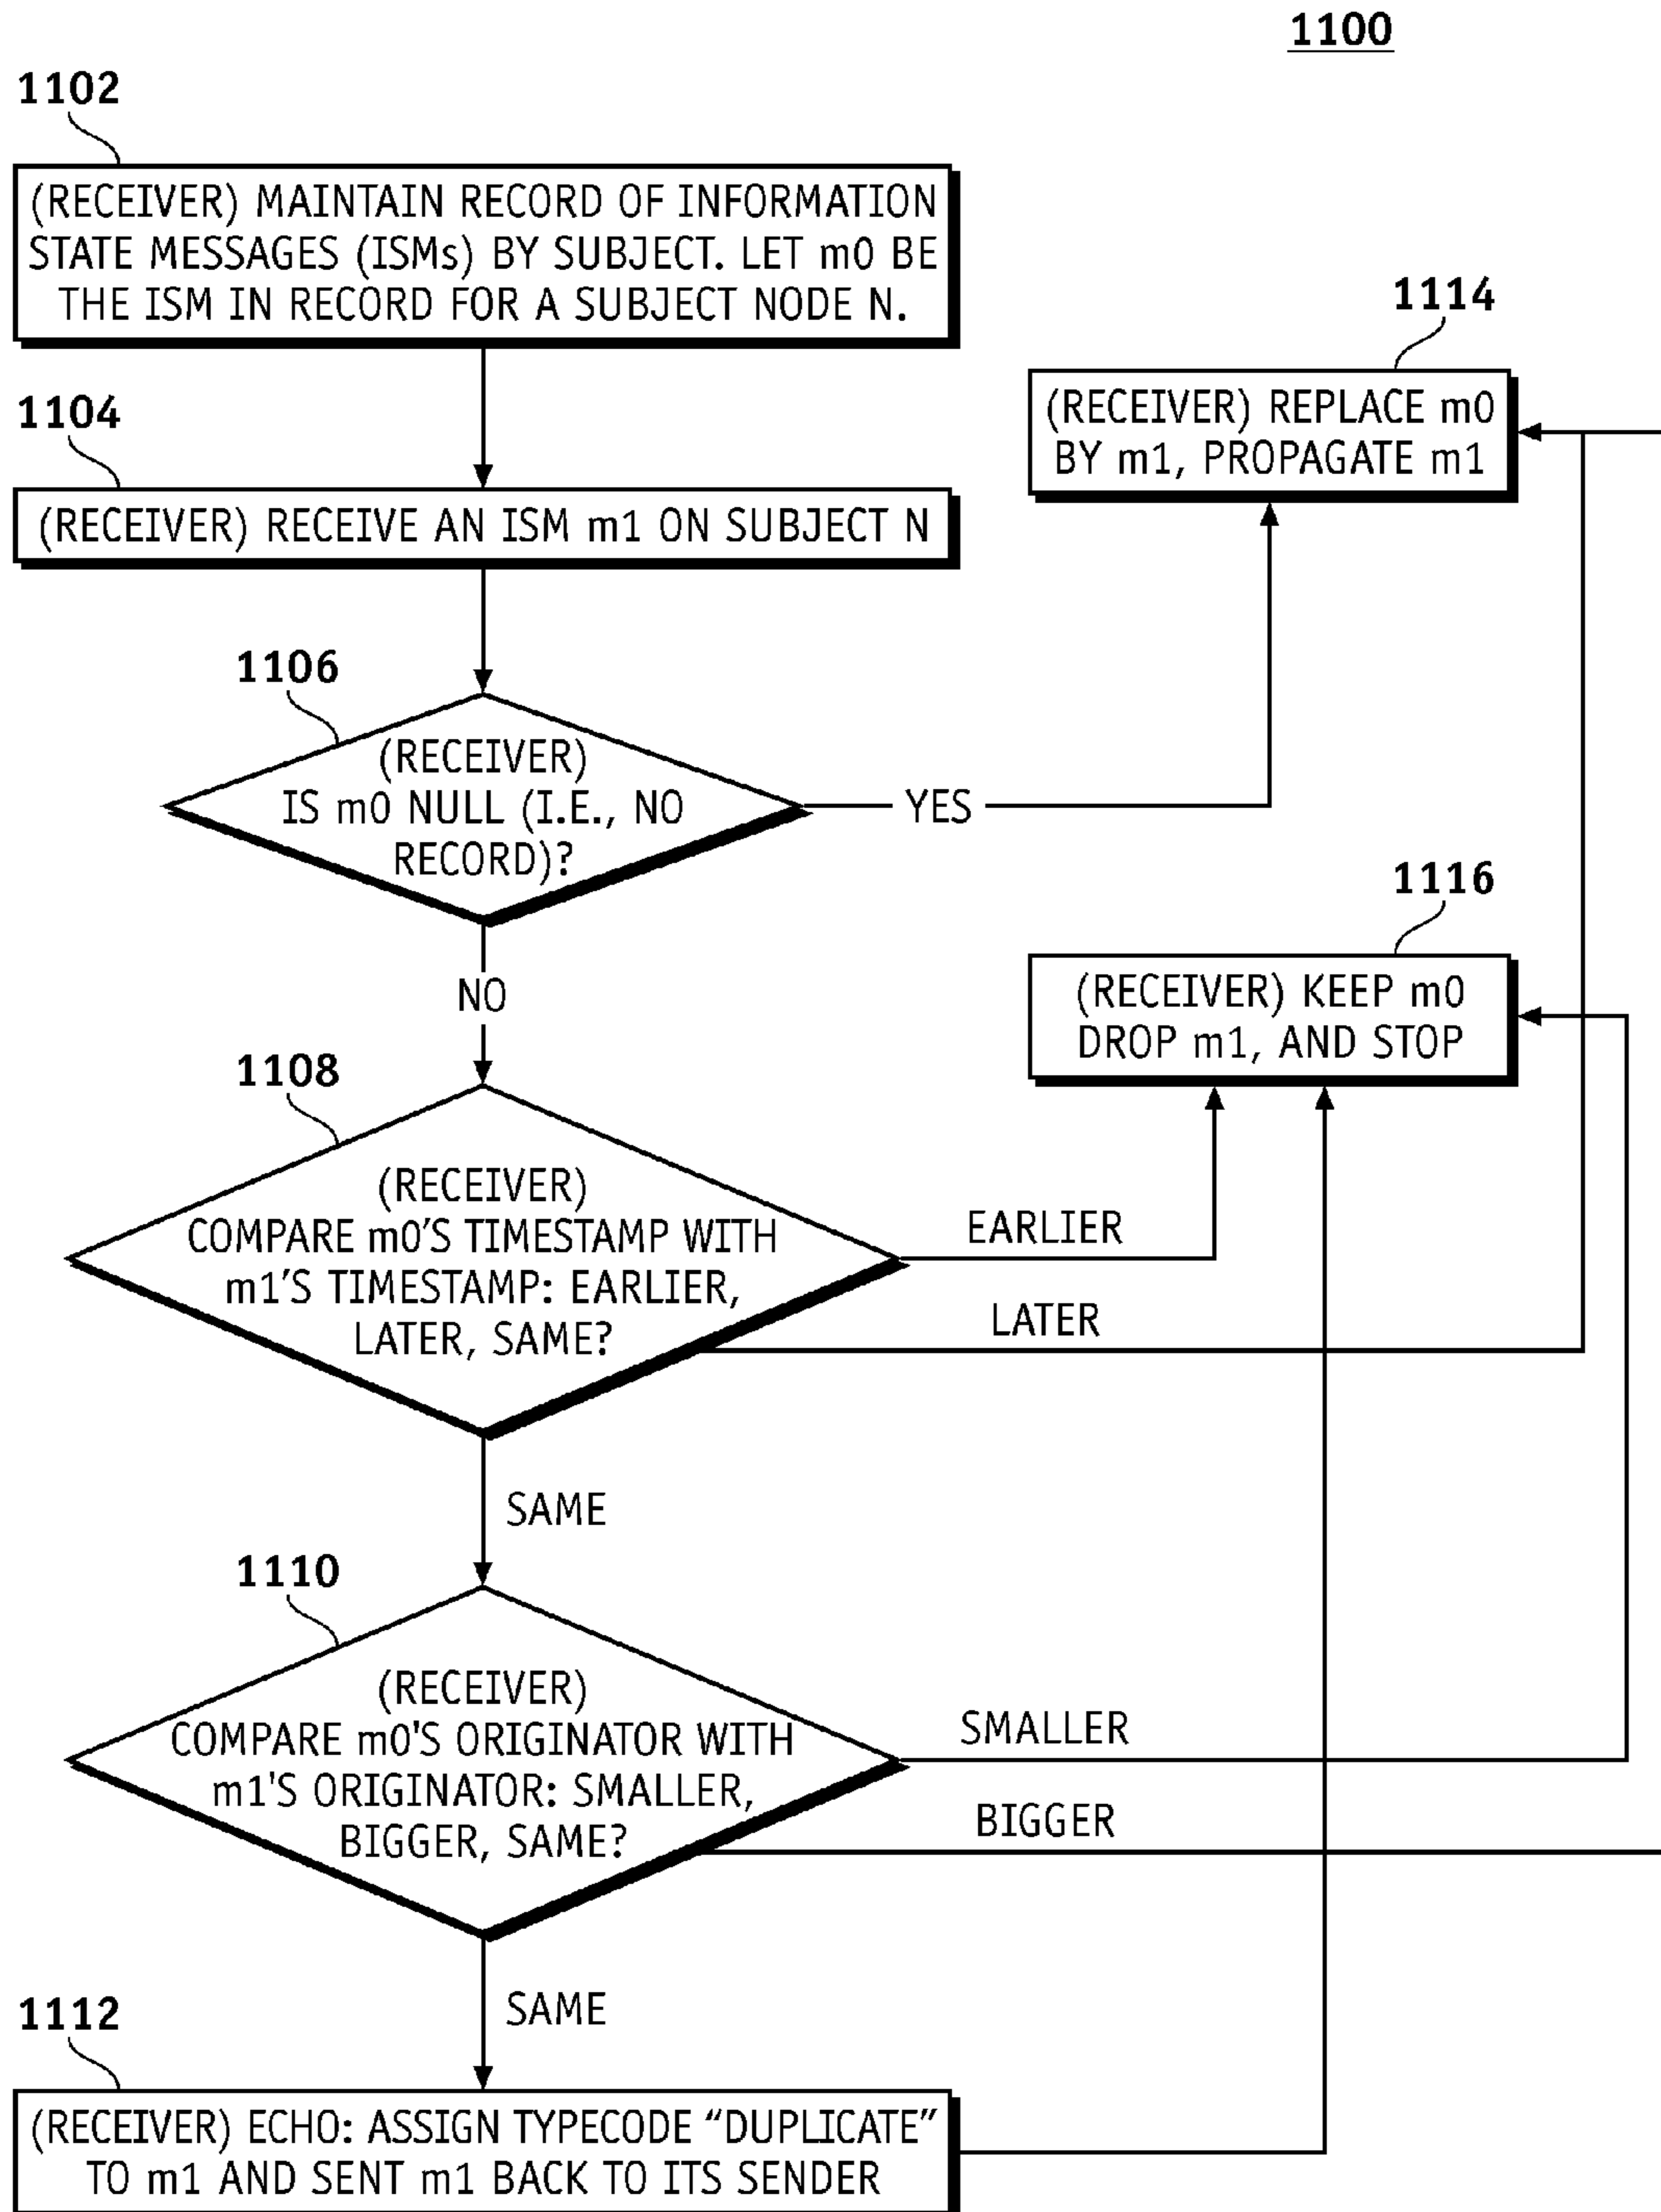 1100
1102
(RECEIVER) MAINTAIN RECORD OF INFORMATION
STATE MESSAGES (ISMs) BY SUBJECT. LET m0 BE
THE ISM IN RECORD FOR A SUBJECT NODE N.
1104
(RECEIVER) RECEIVE AN ISM m1 ON SUBJECT N
1114
(RECEIVER) REPLACE m0
BY m1, PROPAGATE m1
1106
(RECEIVER)
IS m0 NULL (I.E., NO
RECORD)?
YES
NO
1116
(RECEIVER) KEEP m0
DROP m1, AND STOP
1108
(RECEIVER)
COMPARE m0'S TIMESTAMP WITH
m1'S TIMESTAMP: EARLIER,
LATER, SAME?
EARLIER
LATER
SAME
1110
(RECEIVER)
COMPARE m0'S ORIGINATOR WITH
m1'S ORIGINATOR: SMALLER,
BIGGER, SAME?
SMALLER
BIGGER
SAME
1112
(RECEIVER) ECHO: ASSIGN TYPECODE “DUPLICATE”
TO m1 AND SENT m1 BACK TO ITS SENDER